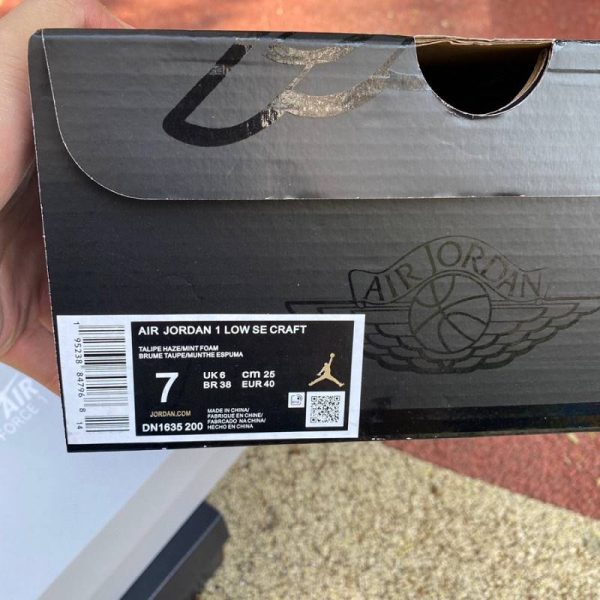 AIR JORDAN
AIR JORDAN 1 LOW SE CRAFT
TALIPE HAZE/MINT FOAM
BRUME TAUPE/MUNTHE ESPUMA
7
UK 6
cm 25
BR 38
EUR 40
JORDAN.COM
MADE IN CHINA/
FABRIQUE EN CHINE/
FABRICADO NA CHINA/
HECHO EN CHINA
DN1635 200
1 95238 84796 8 14
AIR
FORCE